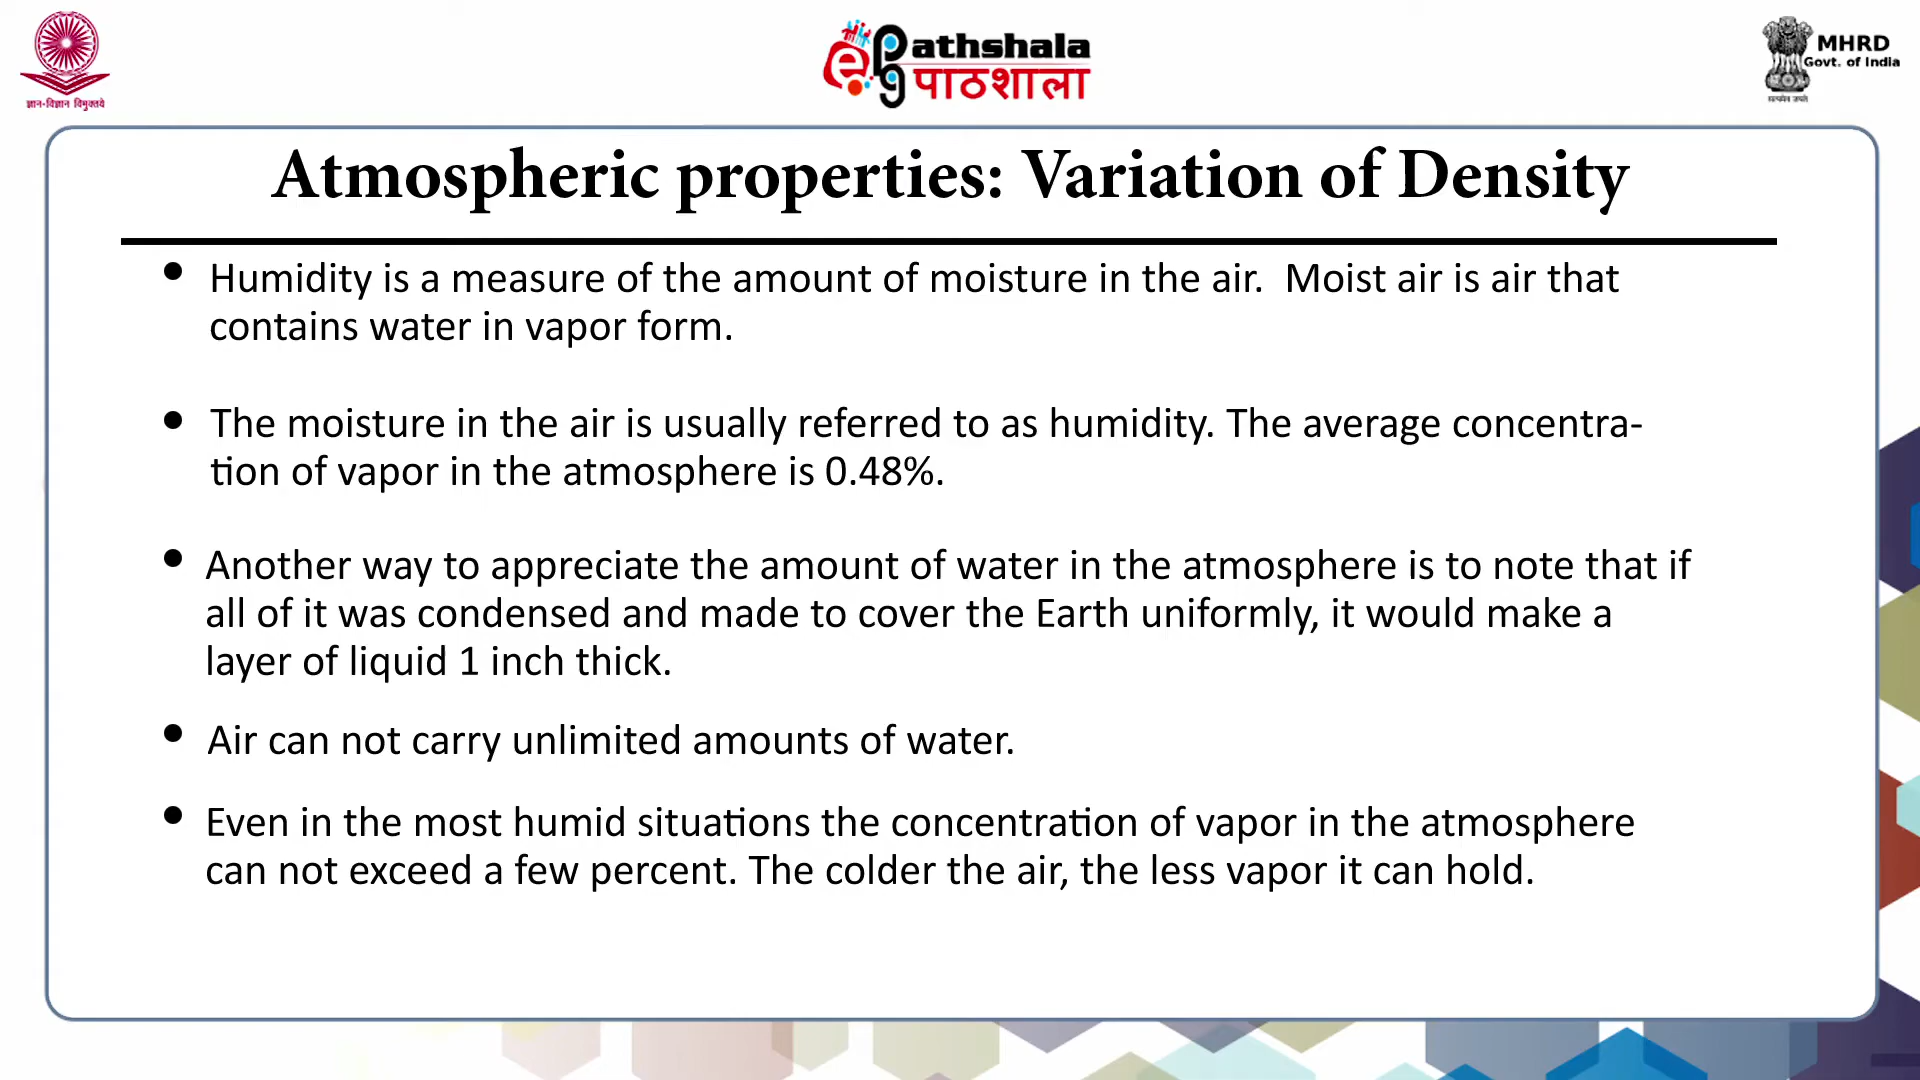 ज्ञान-विज्ञान विमुक्तये
e pg athshala
पाठशाला
MHRD
Govt. of India
सत्यमेव जयते
Atmospheric properties: Variation of Density
• Humidity is a measure of the amount of moisture in the air.  Moist air is air that
contains water in vapor form.
• The moisture in the air is usually referred to as humidity. The average concentra-
tion of vapor in the atmosphere is 0.48%.
• Another way to appreciate the amount of water in the atmosphere is to note that if
all of it was condensed and made to cover the Earth uniformly, it would make a
layer of liquid 1 inch thick.
• Air can not carry unlimited amounts of water.
• Even in the most humid situations the concentration of vapor in the atmosphere
can not exceed a few percent. The colder the air, the less vapor it can hold.